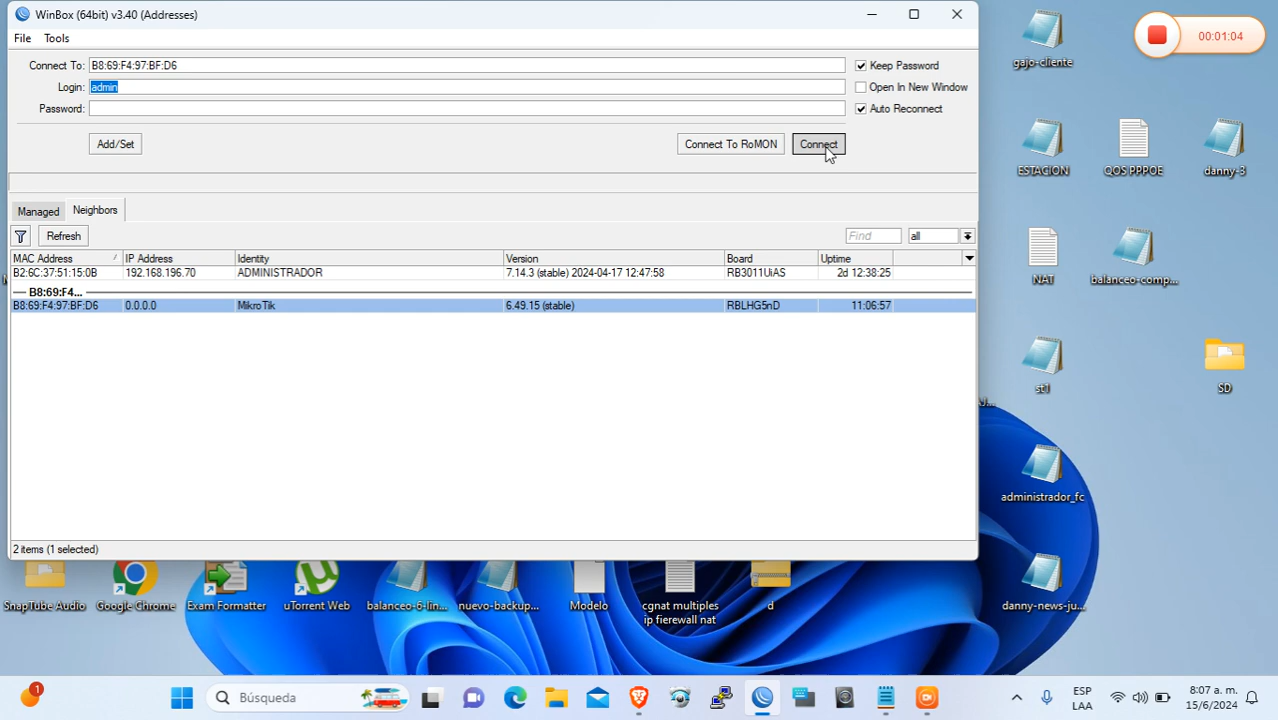 WinBox (64bit) v3.40 (Addresses)
File Tools
Connect To: B8:69:F4:97:BF:D6
Keep Password
Login: admin
Open In New Window
Password:
Auto Reconnect
Add/Set
Connect To RoMON
Connect
Managed
Neighbors
Refresh
Find
all
MAC Address IP Address Identity Version Board Uptime
B2:6C:37:51:15:0B 192.168.196.70 ADMINISTRADOR 7.14.3 (stable) 2024-04-17 12:47:58 RB3011UiAS 2d 12:38:25
B8:69:F4...
B8:69:F4:97:BF:D6 0.0.0.0 MikroTik 6.49.15 (stable) RBLHG5nD 11:06:57
2 items (1 selected)
00:01:04
gajo-cliente
ESTACION
QOS PPPOE
danny-3
NAT
balanceo-comp...
st1
SD
administrador_fc
danny-news-ju...
SnapTube Audio
Google Chrome
Exam Formatter
uTorrent Web
balanceo-6-lin...
nuevo-backup...
Modelo
cgnat multiples
ip fierewall nat
d
1
Búsqueda
ESP
LAA
8:07 a. m.
15/6/2024